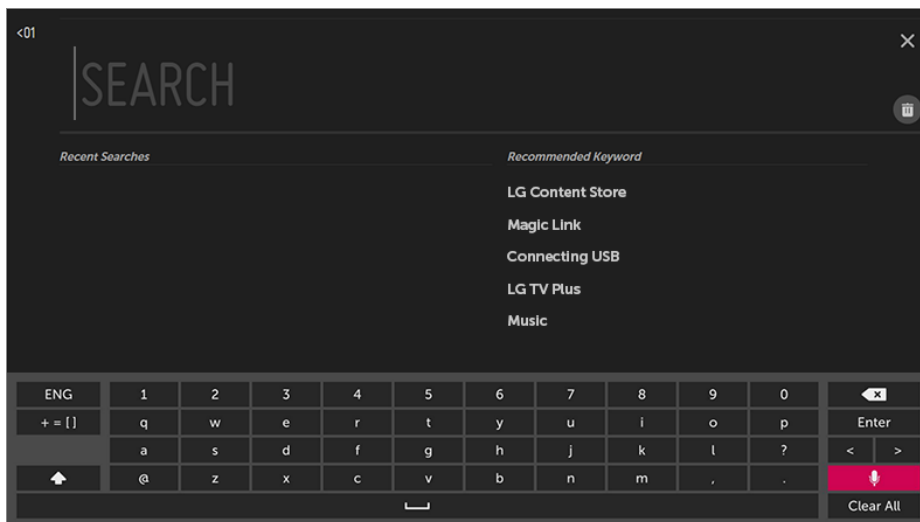 <01
SEARCH
Recent Searches
Recommended Keyword
LG Content Store
Magic Link
Connecting USB
LG TV Plus
Music
ENG 1 2 3 4 5 6 7 8 9 0
+ = [ ] q w e r t y u i o p Enter
a s d f g h j k l ? < >
@ z x c v b n m , .
Clear All